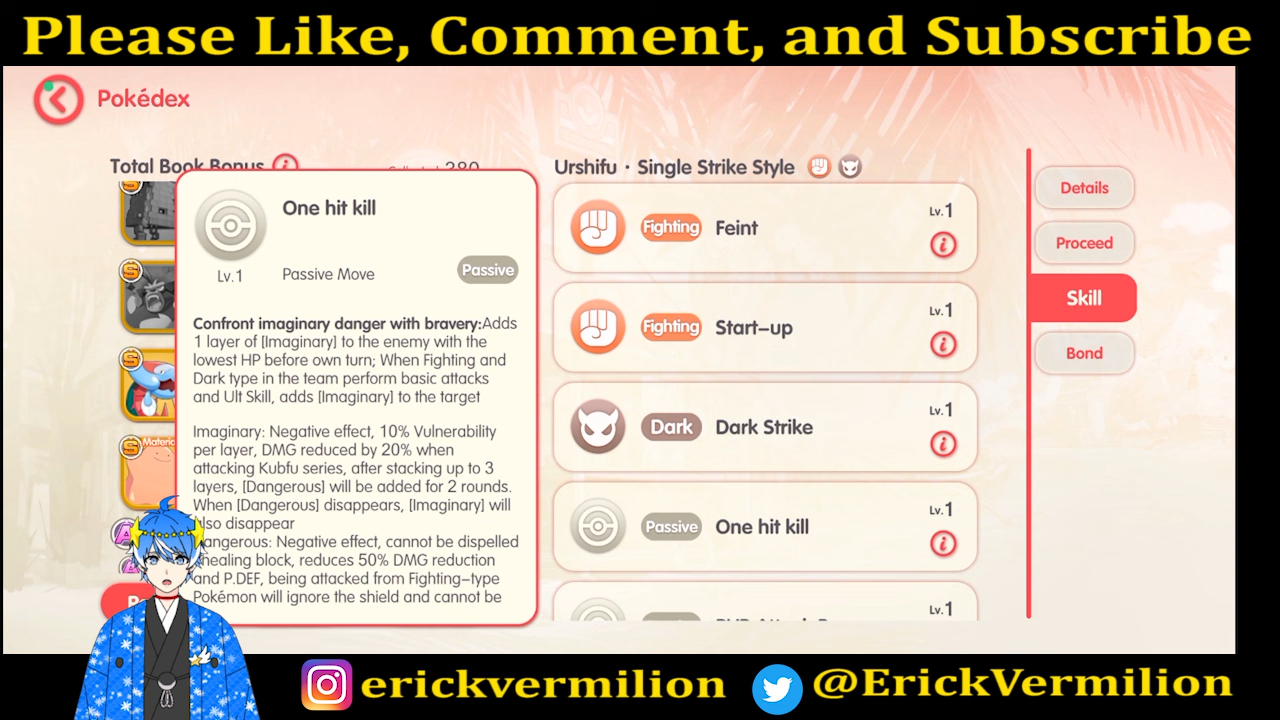 Please Like, Comment, and Subscribe
Pokédex
Total Book Bonus
380
One hit kill
Lv.1
Passive Move
Passive
Confront imaginary danger with bravery:Adds
1 layer of [Imaginary] to the enemy with the
lowest HP before own turn; When Fighting and
Dark type in the team perform basic attacks
and Ult Skill, adds [Imaginary] to the target
Imaginary: Negative effect, 10% Vulnerability
per layer, DMG reduced by 20% when
attacking Kubfu series, after stacking up to 3
layers, [Dangerous] will be added for 2 rounds.
When [Dangerous] disappears, [Imaginary] will
also disappear
Dangerous: Negative effect, cannot be dispelled
healing block, reduces 50% DMG reduction
and P.DEF, being attacked from Fighting-type
Pokémon will ignore the shield and cannot be
S
S
S
S
Materia
A
Urshifu · Single Strike Style
Fighting
Feint
Lv.1
Fighting
Start-up
Lv.1
Dark
Dark Strike
Lv.1
Passive
One hit kill
Lv.1
Lv.1
Details
Proceed
Skill
Bond
erickvermilion
@ErickVermilion